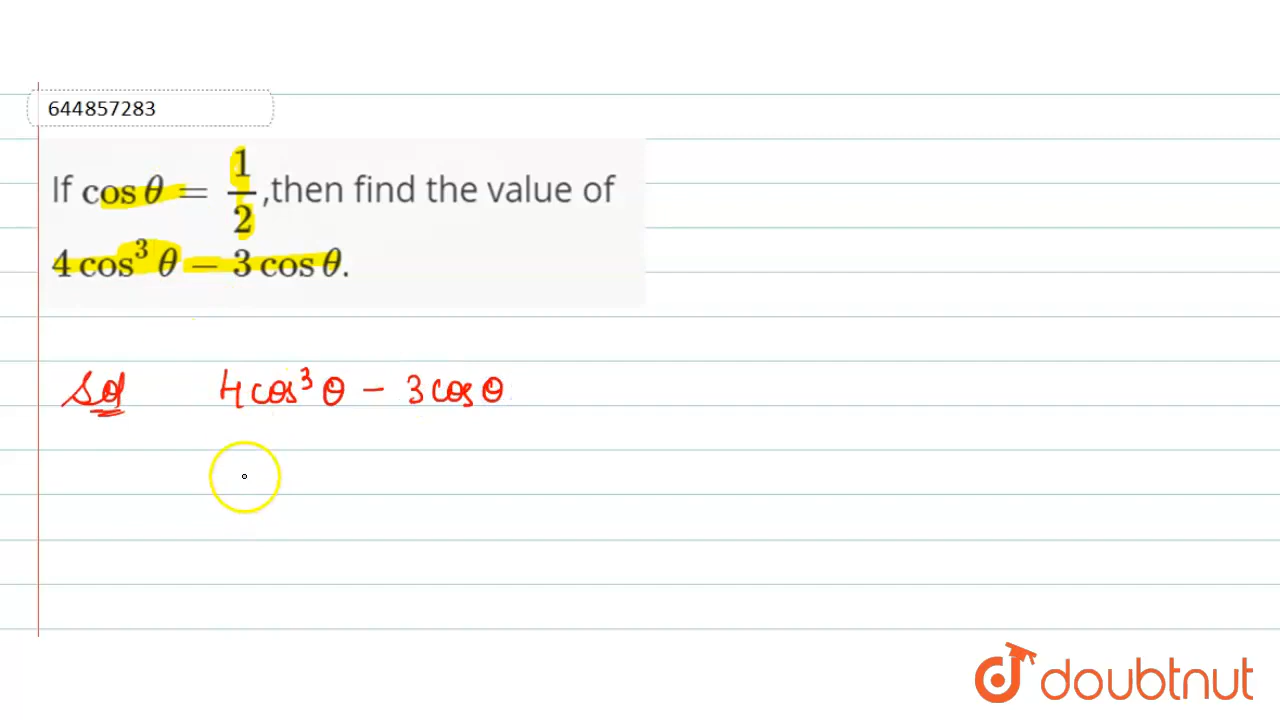 644857283
If cos θ = 1/2 ,then find the value of
4 cos³ θ − 3 cos θ.
Sol 4 cos³ θ − 3 cos θ
doubtnut